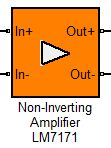 In+ Out+
In- Out-
Non-Inverting
Amplifier
LM7171